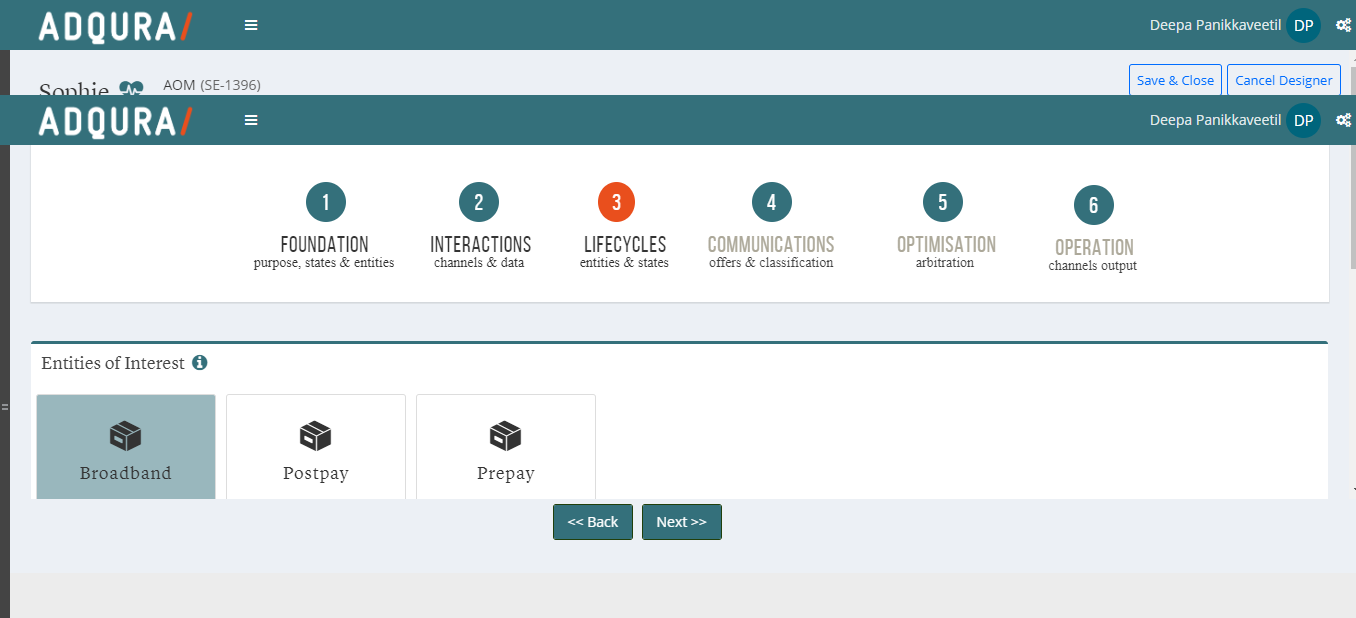 ADQURA/
Deepa Panikkaveetil DP
Sophie AOM (SE-1396)
Save & Close Cancel Designer
ADQURA/
Deepa Panikkaveetil DP
1 2 3 4 5 6
FOUNDATION INTERACTIONS LIFECYCLES COMMUNICATIONS OPTIMISATION OPERATION
purpose, states & entities channels & data entities & states offers & classification arbitration channels output
Entities of Interest
Broadband Postpay Prepay
<< Back Next >>